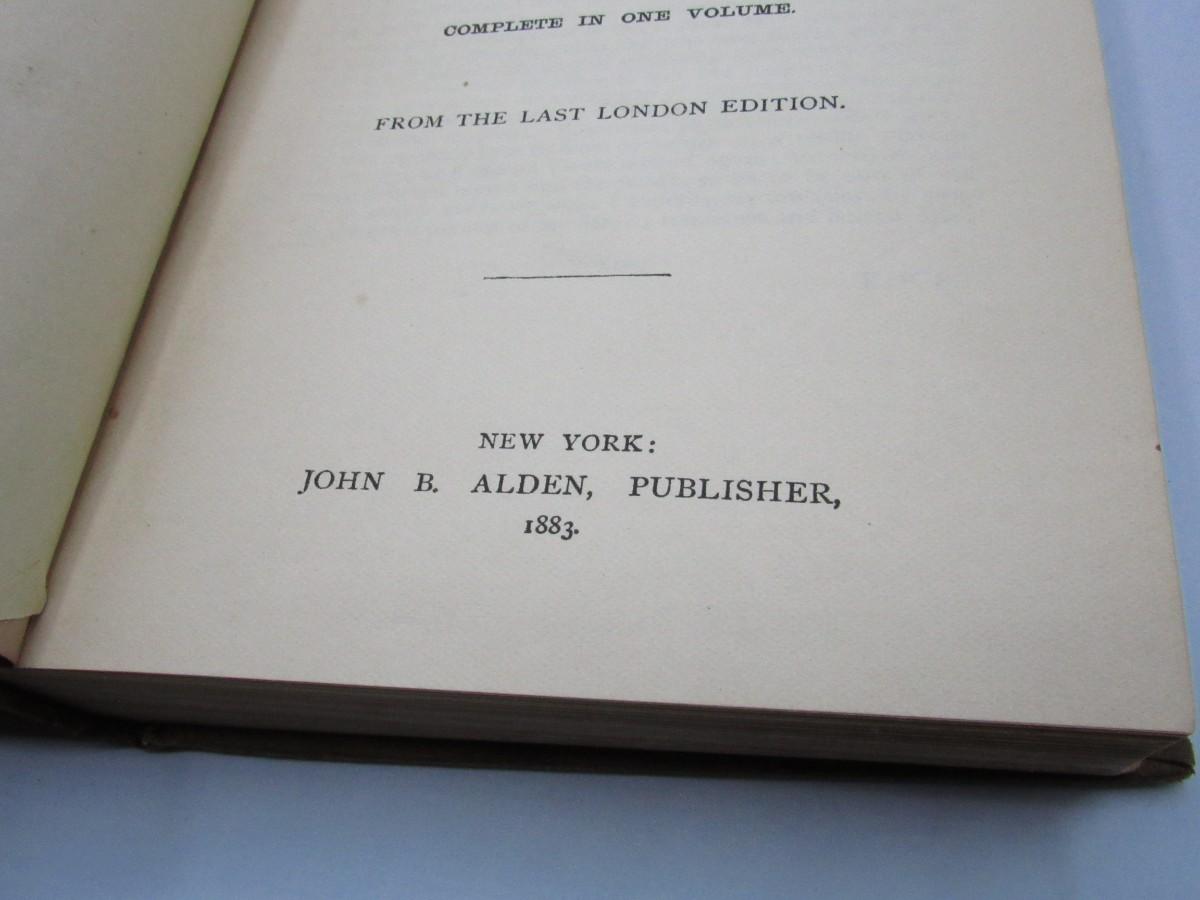 COMPLETE IN ONE VOLUME.
FROM THE LAST LONDON EDITION.
NEW YORK:
JOHN B. ALDEN, PUBLISHER,
1883.